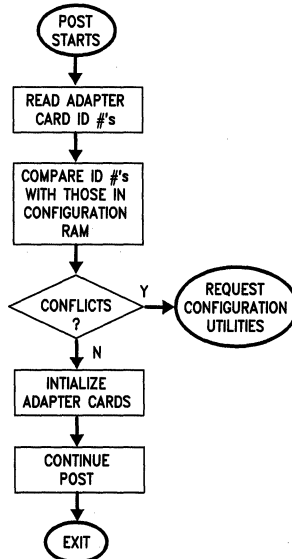 POST
STARTS
READ ADAPTER
CARD ID #'s
COMPARE ID #'s
WITH THOSE IN
CONFIGURATION
RAM
CONFLICTS
?
Y
REQUEST
CONFIGURATION
UTILITIES
N
INTIALIZE
ADAPTER CARDS
CONTINUE
POST
EXIT